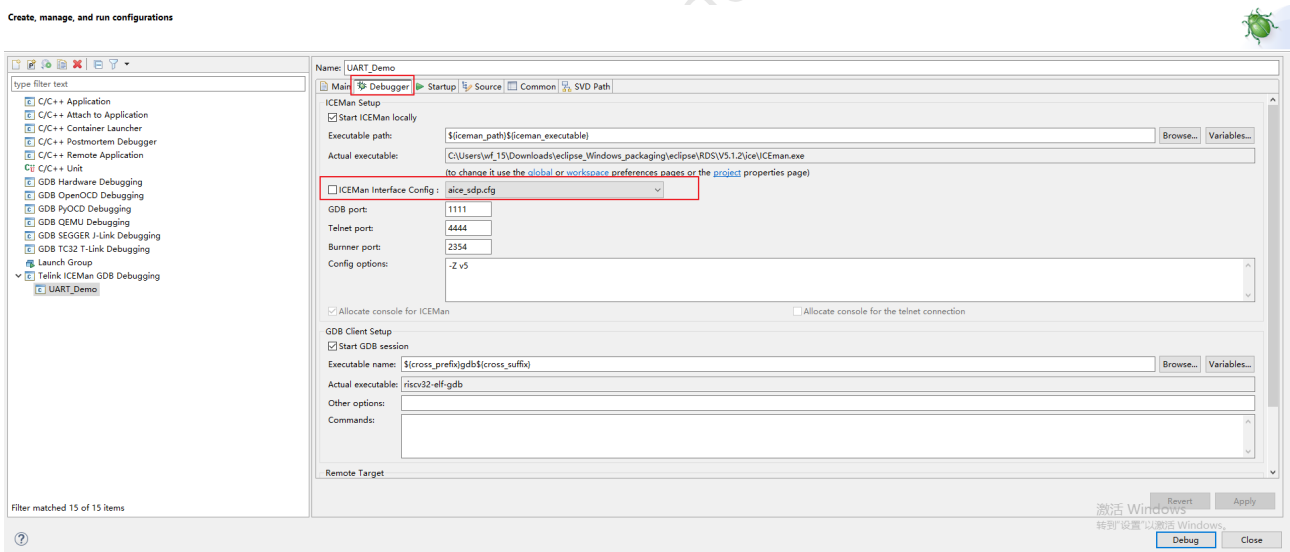 Create, manage, and run configurations
type filter text
C/C++ Application
C/C++ Attach to Application
C/C++ Container Launcher
C/C++ Postmortem Debugger
C/C++ Remote Application
C/C++ Unit
GDB Hardware Debugging
GDB OpenOCD Debugging
GDB PyOCD Debugging
GDB QEMU Debugging
GDB SEGGER J-Link Debugging
GDB TC32 T-Link Debugging
Launch Group
Telink ICEMan GDB Debugging
UART_Demo
Filter matched 15 of 15 items
Name: UART_Demo
Main Debugger Startup Source Common SVD Path
ICEMan Setup
Start ICEMan locally
Executable path: ${iceman_path}${iceman_executable} Browse... Variables...
Actual executable: C:\Users\wf_15\Downloads\eclipse_Windows_packaging\eclipse\RDS\V5.1.2\ice\ICEman.exe
(to change it use the global or workspace preferences pages or the project properties page)
ICEMan Interface Config : aice_sdp.cfg
GDB port: 1111
Telnet port: 4444
Burnner port: 2354
Config options: -Z v5
Allocate console for ICEMan Allocate console for the telnet connection
GDB Client Setup
Start GDB session
Executable name: ${cross_prefix}gdb${cross_suffix} Browse... Variables...
Actual executable: riscv32-elf-gdb
Other options:
Commands:
Remote Target
Revert Apply
激活 Windows
转到"设置"以激活 Windows。
Debug Close